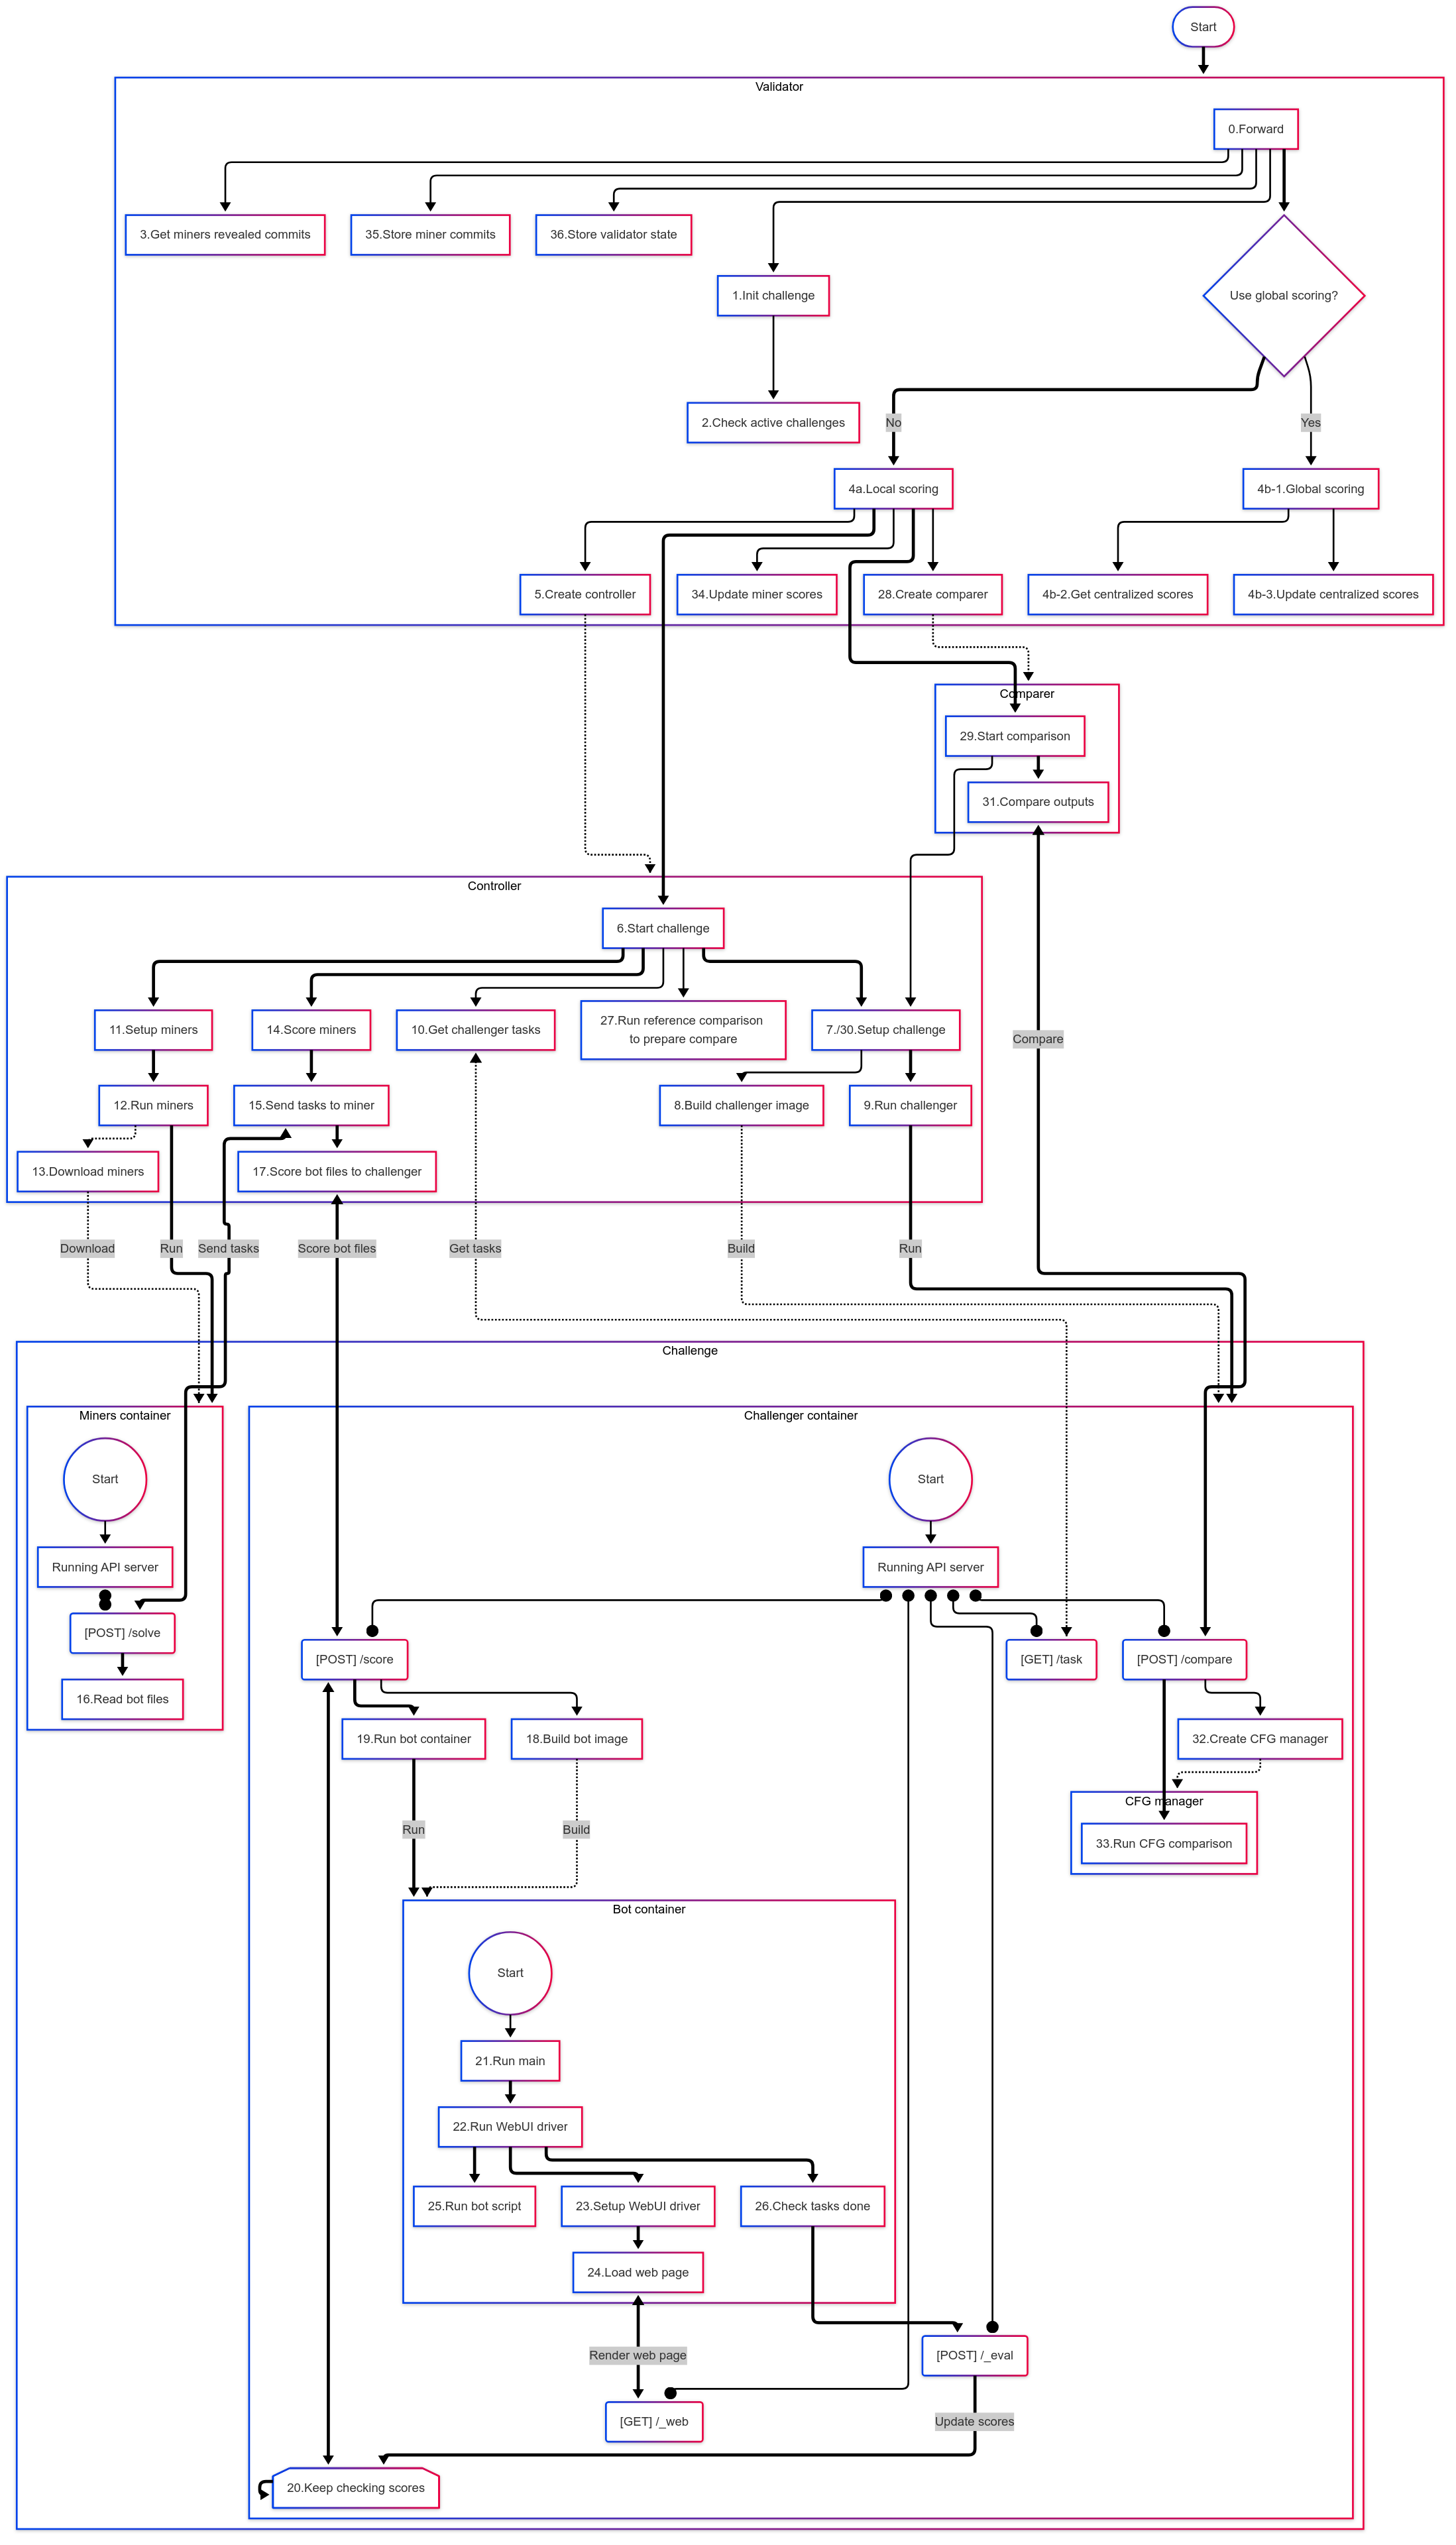 Start
Validator
0.Forward
3.Get miners revealed commits
35.Store miner commits
36.Store validator state
1.Init challenge
Use global scoring?
2.Check active challenges
No
Yes
4a.Local scoring
4b-1.Global scoring
5.Create controller
34.Update miner scores
28.Create comparer
4b-2.Get centralized scores
4b-3.Update centralized scores
Comparer
29.Start comparison
31.Compare outputs
Controller
6.Start challenge
11.Setup miners
14.Score miners
10.Get challenger tasks
27.Run reference comparison
to prepare compare
7./30.Setup challenge
Compare
12.Run miners
15.Send tasks to miner
8.Build challenger image
9.Run challenger
13.Download miners
17.Score bot files to challenger
Download
Run
Send tasks
Score bot files
Get tasks
Build
Run
Challenge
Miners container
Challenger container
Start
Start
Running API server
Running API server
[POST] /solve
[POST] /score
[GET] /task
[POST] /compare
16.Read bot files
19.Run bot container
18.Build bot image
32.Create CFG manager
CFG manager
Run
Build
33.Run CFG comparison
Bot container
Start
21.Run main
22.Run WebUI driver
25.Run bot script
23.Setup WebUI driver
26.Check tasks done
24.Load web page
Render web page
[POST] /_eval
[GET] /_web
Update scores
20.Keep checking scores